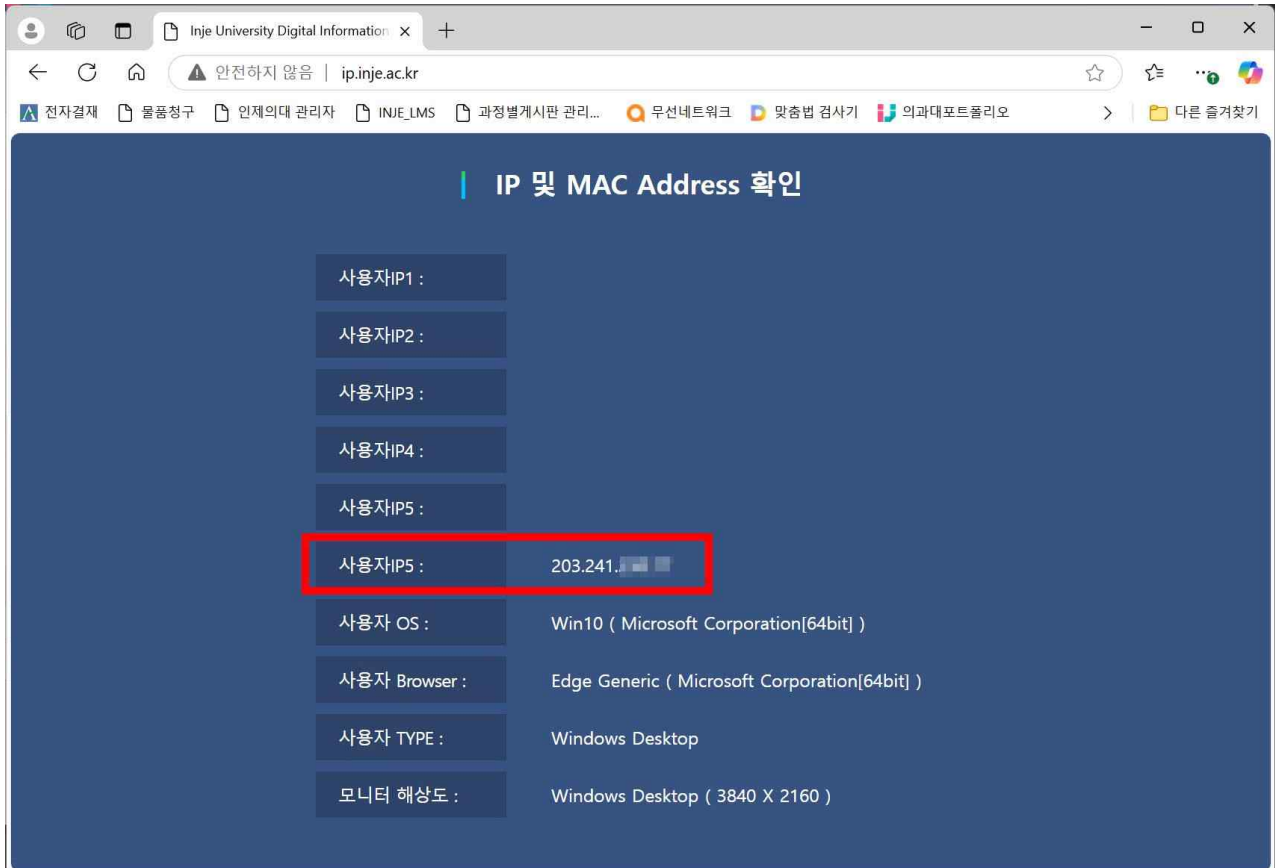 Inje University Digital Information
안전하지 않음 | ip.inje.ac.kr
전자결재 물품청구 인제의대 관리자 INJE_LMS 과정별게시판 관리... 무선네트워크 맞춤법 검사기 의과대포트폴리오 다른 즐겨찾기
IP 및 MAC Address 확인
사용자IP1 :
사용자IP2 :
사용자IP3 :
사용자IP4 :
사용자IP5 :
사용자IP5 : 203.241.
사용자 OS : Win10 ( Microsoft Corporation[64bit] )
사용자 Browser : Edge Generic ( Microsoft Corporation[64bit] )
사용자 TYPE : Windows Desktop
모니터 해상도 : Windows Desktop ( 3840 X 2160 )